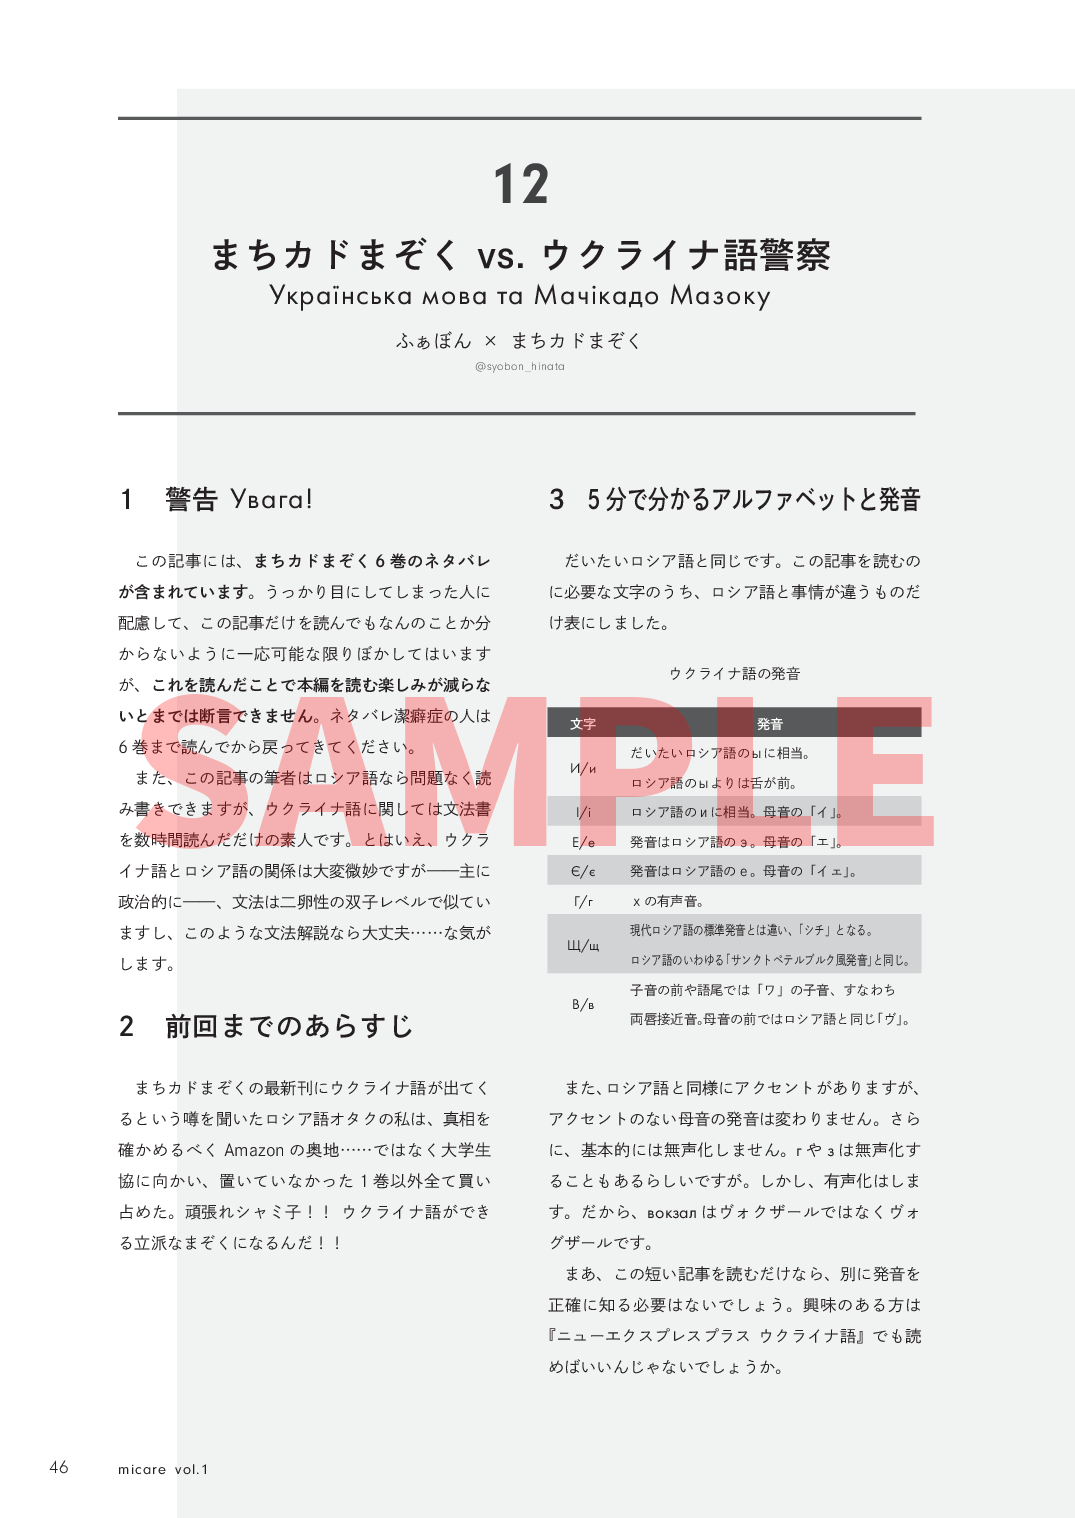 12
まちカドまぞく vs. ウクライナ語警察
Українська мова та Мачікадо Мазоку
ふぁぼん × まちカドまぞく
@syobon_hinata
1 警告 Увага!
この記事には、まちカドまぞく 6 巻のネタバレ
が含まれています。うっかり目にしてしまった人に
配慮して、この記事だけを読んでもなんのことか分
からないように一応可能な限りぼかしてはいます
が、これを読んだことで本編を読む楽しみが減らな
いとまでは断言できません。ネタバレ潔癖症の人は
6 巻まで読んでから戻ってきてください。
また、この記事の筆者はロシア語なら問題なく読
み書きできますが、ウクライナ語に関しては文法書
を数時間読んだだけの素人です。とはいえ、ウクラ
イナ語とロシア語の関係は大変微妙ですが――主に
政治的に――、文法は二卵性の双子レベルで似てい
ますし、このような文法解説なら大丈夫……な気が
します。
2 前回までのあらすじ
まちカドまぞくの最新刊にウクライナ語が出てく
るという噂を聞いたロシア語オタクの私は、真相を
確かめるべく Amazon の奥地……ではなく大学生
協に向かい、置いていなかった 1 巻以外全て買い
占めた。頑張れシャミ子！！ ウクライナ語ができ
る立派なまぞくになるんだ！！
3 5 分で分かるアルファベットと発音
だいたいロシア語と同じです。この記事を読むの
に必要な文字のうち、ロシア語と事情が違うものだ
け表にしました。
ウクライナ語の発音
文字 発音
И/и だいたいロシア語のыに相当。
ロシア語のыよりは舌が前。
І/і ロシア語のиに相当。母音の「イ」。
Е/е 発音はロシア語のэ。母音の「エ」。
Є/є 発音はロシア語のе。母音の「イェ」。
Г/г хの有声音。
Щ/щ 現代ロシア語の標準発音とは違い、「シチ」となる。
ロシア語のいわゆる「サンクトペテルブルク風発音」と同じ。
В/в 子音の前や語尾では「ワ」の子音、すなわち
両唇接近音。母音の前ではロシア語と同じ「ヴ」。
また、ロシア語と同様にアクセントがありますが、
アクセントのない母音の発音は変わりません。さら
に、基本的には無声化しません。г や з は無声化す
ることもあるらしいですが。しかし、有声化はしま
す。だから、вокзал はヴォクザールではなくヴォ
グザールです。
まあ、この短い記事を読むだけなら、別に発音を
正確に知る必要はないでしょう。興味のある方は
『ニューエクスプレスプラス ウクライナ語』でも読
めばいいんじゃないでしょうか。
SAMPLE
46 micare vol.1